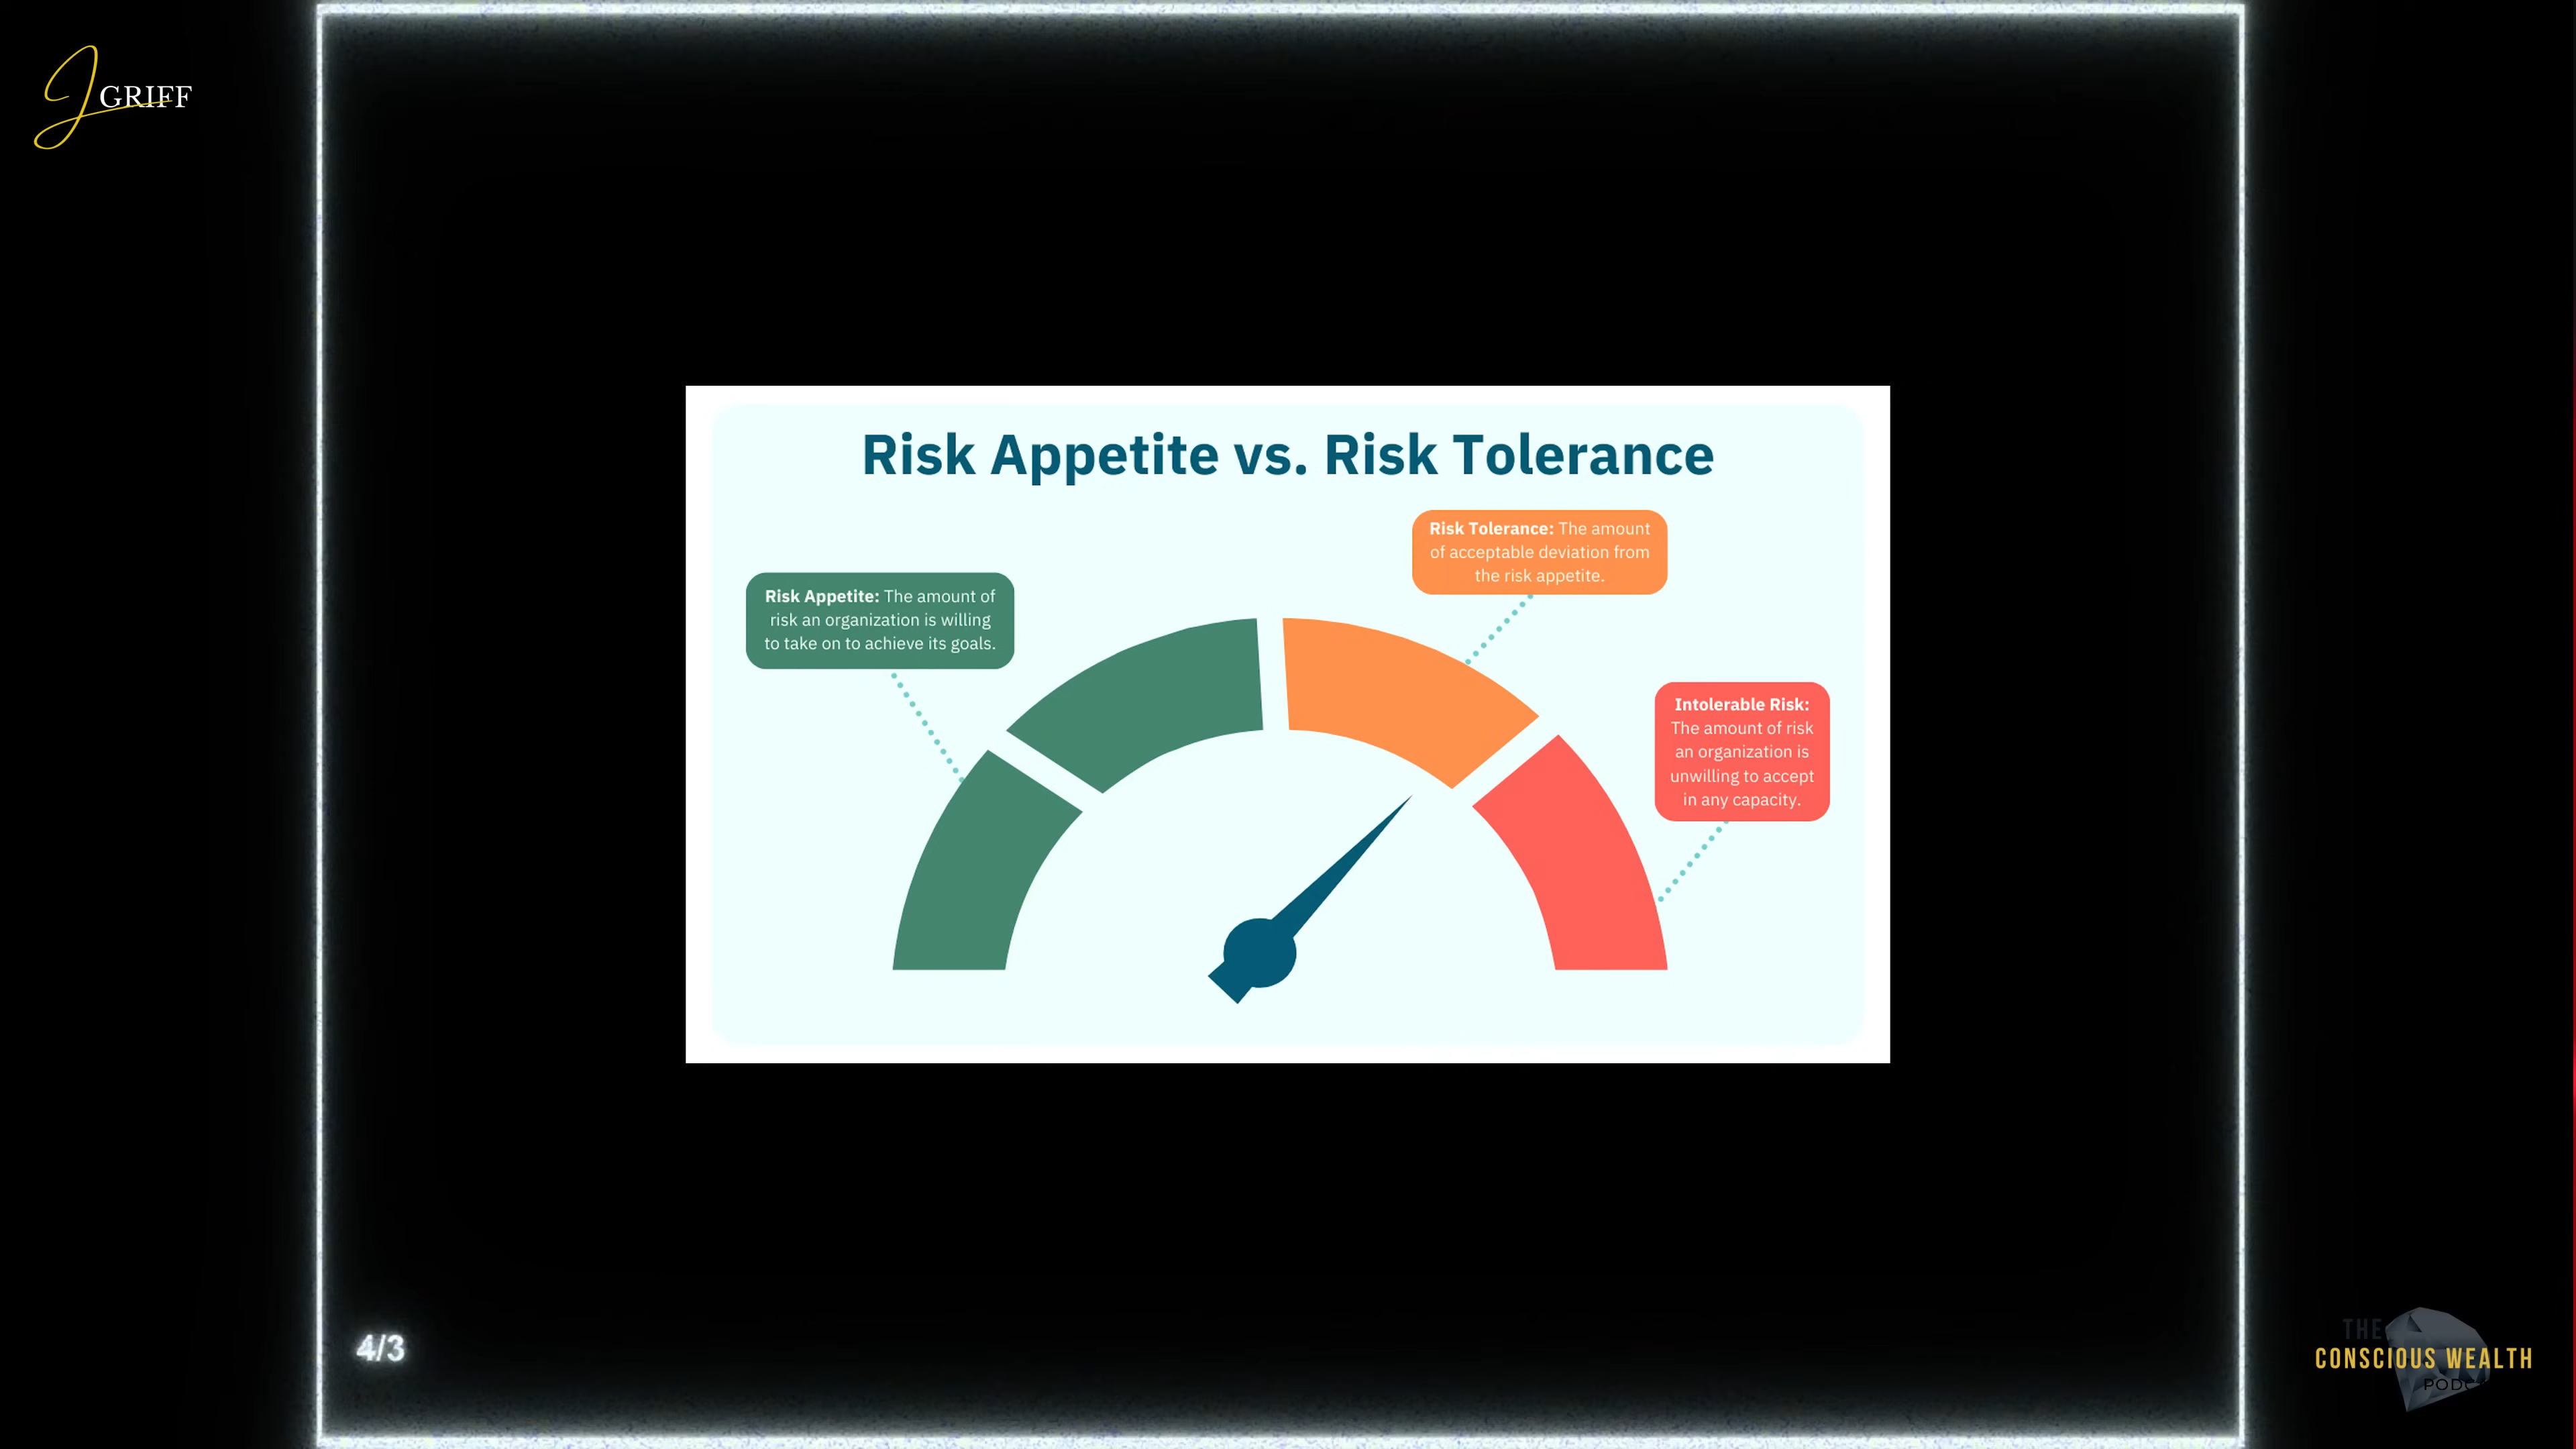 J GRIFF
Risk Appetite vs. Risk Tolerance
Risk Tolerance: The amount
of acceptable deviation from
the risk appetite.
Risk Appetite: The amount of
risk an organization is willing
to take on to achieve its goals.
Intolerable Risk:
The amount of risk
an organization is
unwilling to accept
in any capacity.
4/3
THE
CONSCIOUS WEALTH